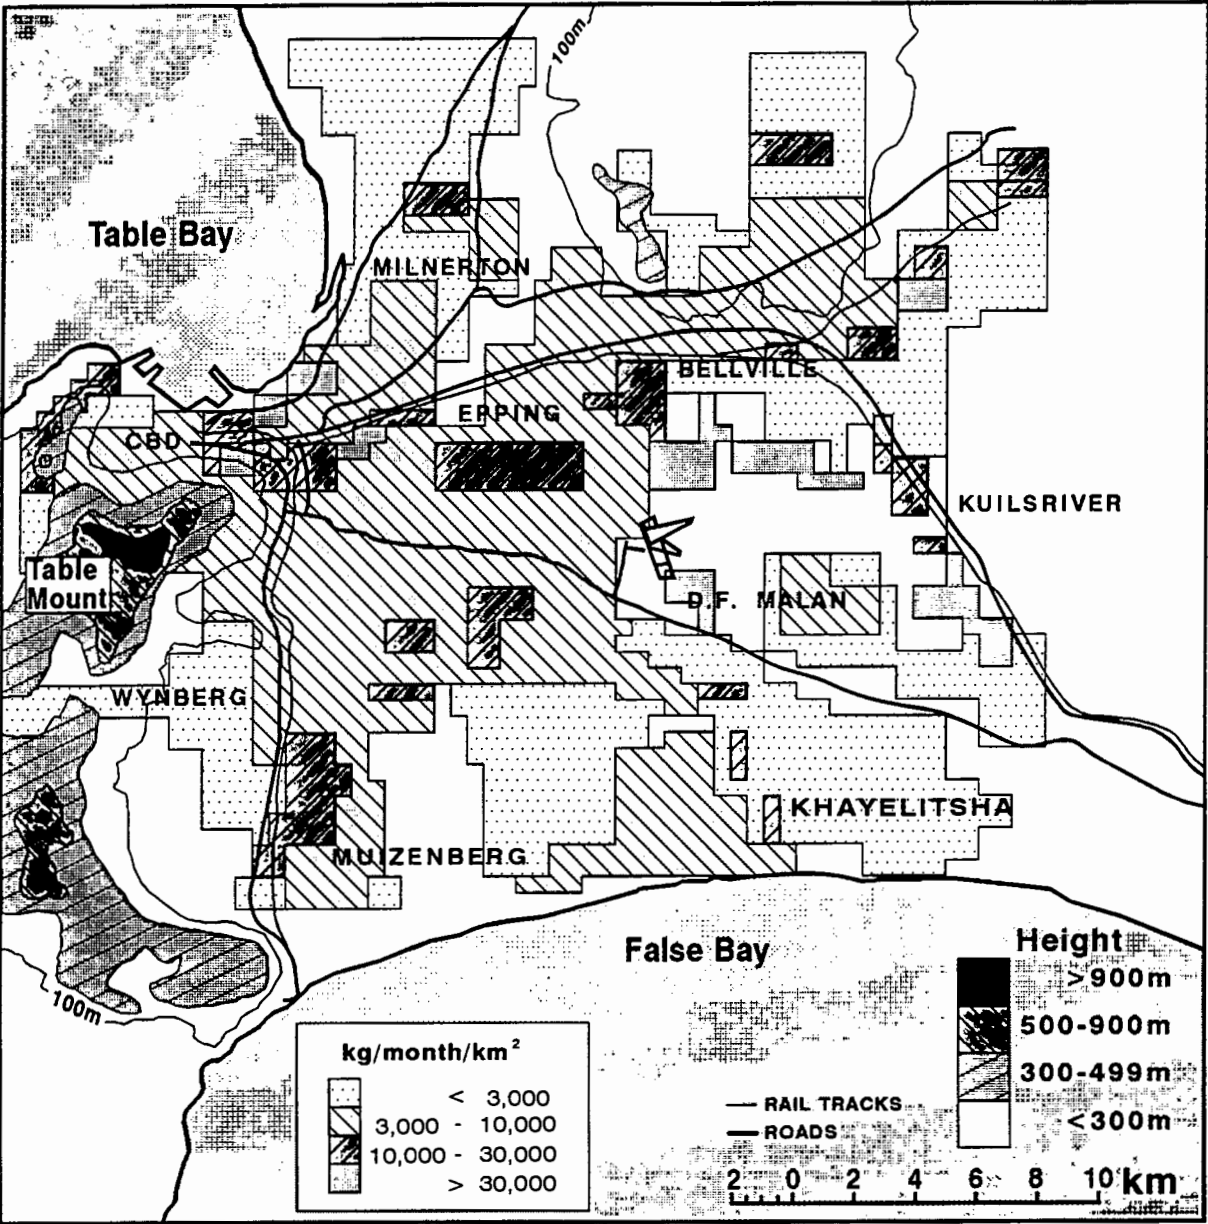 100m
Table Bay
MILNERTON
BELLVILLE
EPPING
CBD
KUILSRIVER
Table
Mount
D.F. MALAN
WYNBERG
KHAYELITSHA
MUIZENBERG
False Bay
100m
Height
>900m
500-900m
300-499m
<300m
kg/month/km²
< 3,000
3,000 - 10,000
10,000 - 30,000
> 30,000
RAIL TRACKS
ROADS
2 0 2 4 6 8 10 km